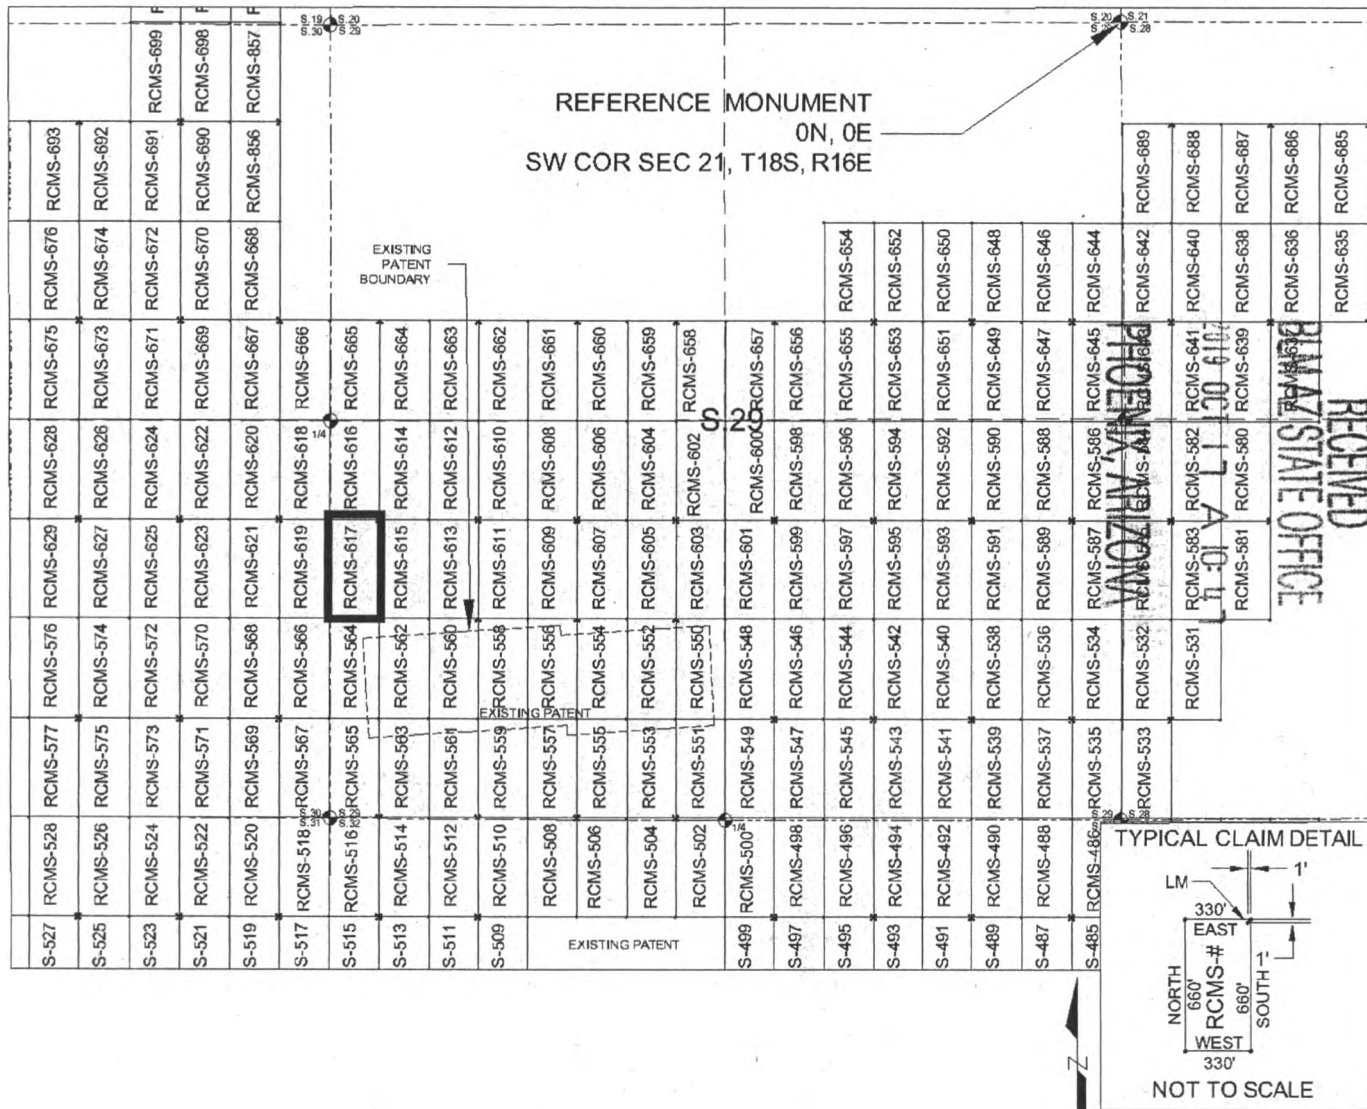 S.19 S.20
S.30 S.29
S.20 S.21
S.28
RCMS-699 RCMS-698 RCMS-857
REFERENCE MONUMENT
0N, 0E
SW COR SEC 21, T18S, R16E
RCMS-693 RCMS-692 RCMS-691 RCMS-690 RCMS-856 RCMS-689 RCMS-688 RCMS-687 RCMS-686 RCMS-685
EXISTING
PATENT
BOUNDARY
RCMS-676 RCMS-674 RCMS-672 RCMS-670 RCMS-668 RCMS-654 RCMS-652 RCMS-650 RCMS-648 RCMS-646 RCMS-644 RCMS-642 RCMS-640 RCMS-638 RCMS-636 RCMS-635
RCMS-675 RCMS-673 RCMS-671 RCMS-669 RCMS-667 RCMS-666 RCMS-665 RCMS-664 RCMS-663 RCMS-662 RCMS-661 RCMS-660 RCMS-659 RCMS-658 RCMS-657 RCMS-656 RCMS-655 RCMS-653 RCMS-651 RCMS-649 RCMS-647 RCMS-645 RCMS-641 RCMS-639
S.29
1/4
RCMS-628 RCMS-626 RCMS-624 RCMS-622 RCMS-620 RCMS-618 RCMS-616 RCMS-614 RCMS-612 RCMS-610 RCMS-608 RCMS-606 RCMS-604 RCMS-602 RCMS-600 RCMS-598 RCMS-596 RCMS-594 RCMS-592 RCMS-590 RCMS-588 RCMS-586 RCMS-582 RCMS-580
RECEIVED
BLM AZ STATE OFFICE
2019 OCT 17 A 10:47
PHOENIX, ARIZONA
RCMS-629 RCMS-627 RCMS-625 RCMS-623 RCMS-621 RCMS-619 RCMS-617 RCMS-615 RCMS-613 RCMS-611 RCMS-609 RCMS-607 RCMS-605 RCMS-603 RCMS-601 RCMS-599 RCMS-597 RCMS-595 RCMS-593 RCMS-591 RCMS-589 RCMS-587 RCMS-583 RCMS-581
RCMS-576 RCMS-574 RCMS-572 RCMS-570 RCMS-568 RCMS-566 RCMS-564 RCMS-562 RCMS-560 RCMS-558 RCMS-554 RCMS-552 RCMS-550 RCMS-548 RCMS-546 RCMS-544 RCMS-542 RCMS-540 RCMS-538 RCMS-536 RCMS-534 RCMS-532 RCMS-531
EXISTING PATENT
RCMS-577 RCMS-575 RCMS-573 RCMS-571 RCMS-569 RCMS-567 RCMS-565 RCMS-563 RCMS-561 RCMS-559 RCMS-557 RCMS-555 RCMS-553 RCMS-551 RCMS-549 RCMS-547 RCMS-545 RCMS-543 RCMS-541 RCMS-539 RCMS-537 RCMS-535 RCMS-533
S.30 S.29
S.31 S.32
1/4
S.29 S.28
RCMS-528 RCMS-526 RCMS-524 RCMS-522 RCMS-520 RCMS-518 RCMS-516 RCMS-514 RCMS-512 RCMS-510 RCMS-508 RCMS-506 RCMS-504 RCMS-502 RCMS-500 RCMS-498 RCMS-496 RCMS-494 RCMS-492 RCMS-490 RCMS-488 RCMS-486
S-527 S-525 S-523 S-521 S-519 S-517 S-515 S-513 S-511 S-509 EXISTING PATENT S-499 S-497 S-495 S-493 S-491 S-489 S-487 S-485
TYPICAL CLAIM DETAIL
1'
LM
330'
EAST
1'
NORTH
660'
RCMS-#
660'
SOUTH
WEST
330'
NOT TO SCALE
N